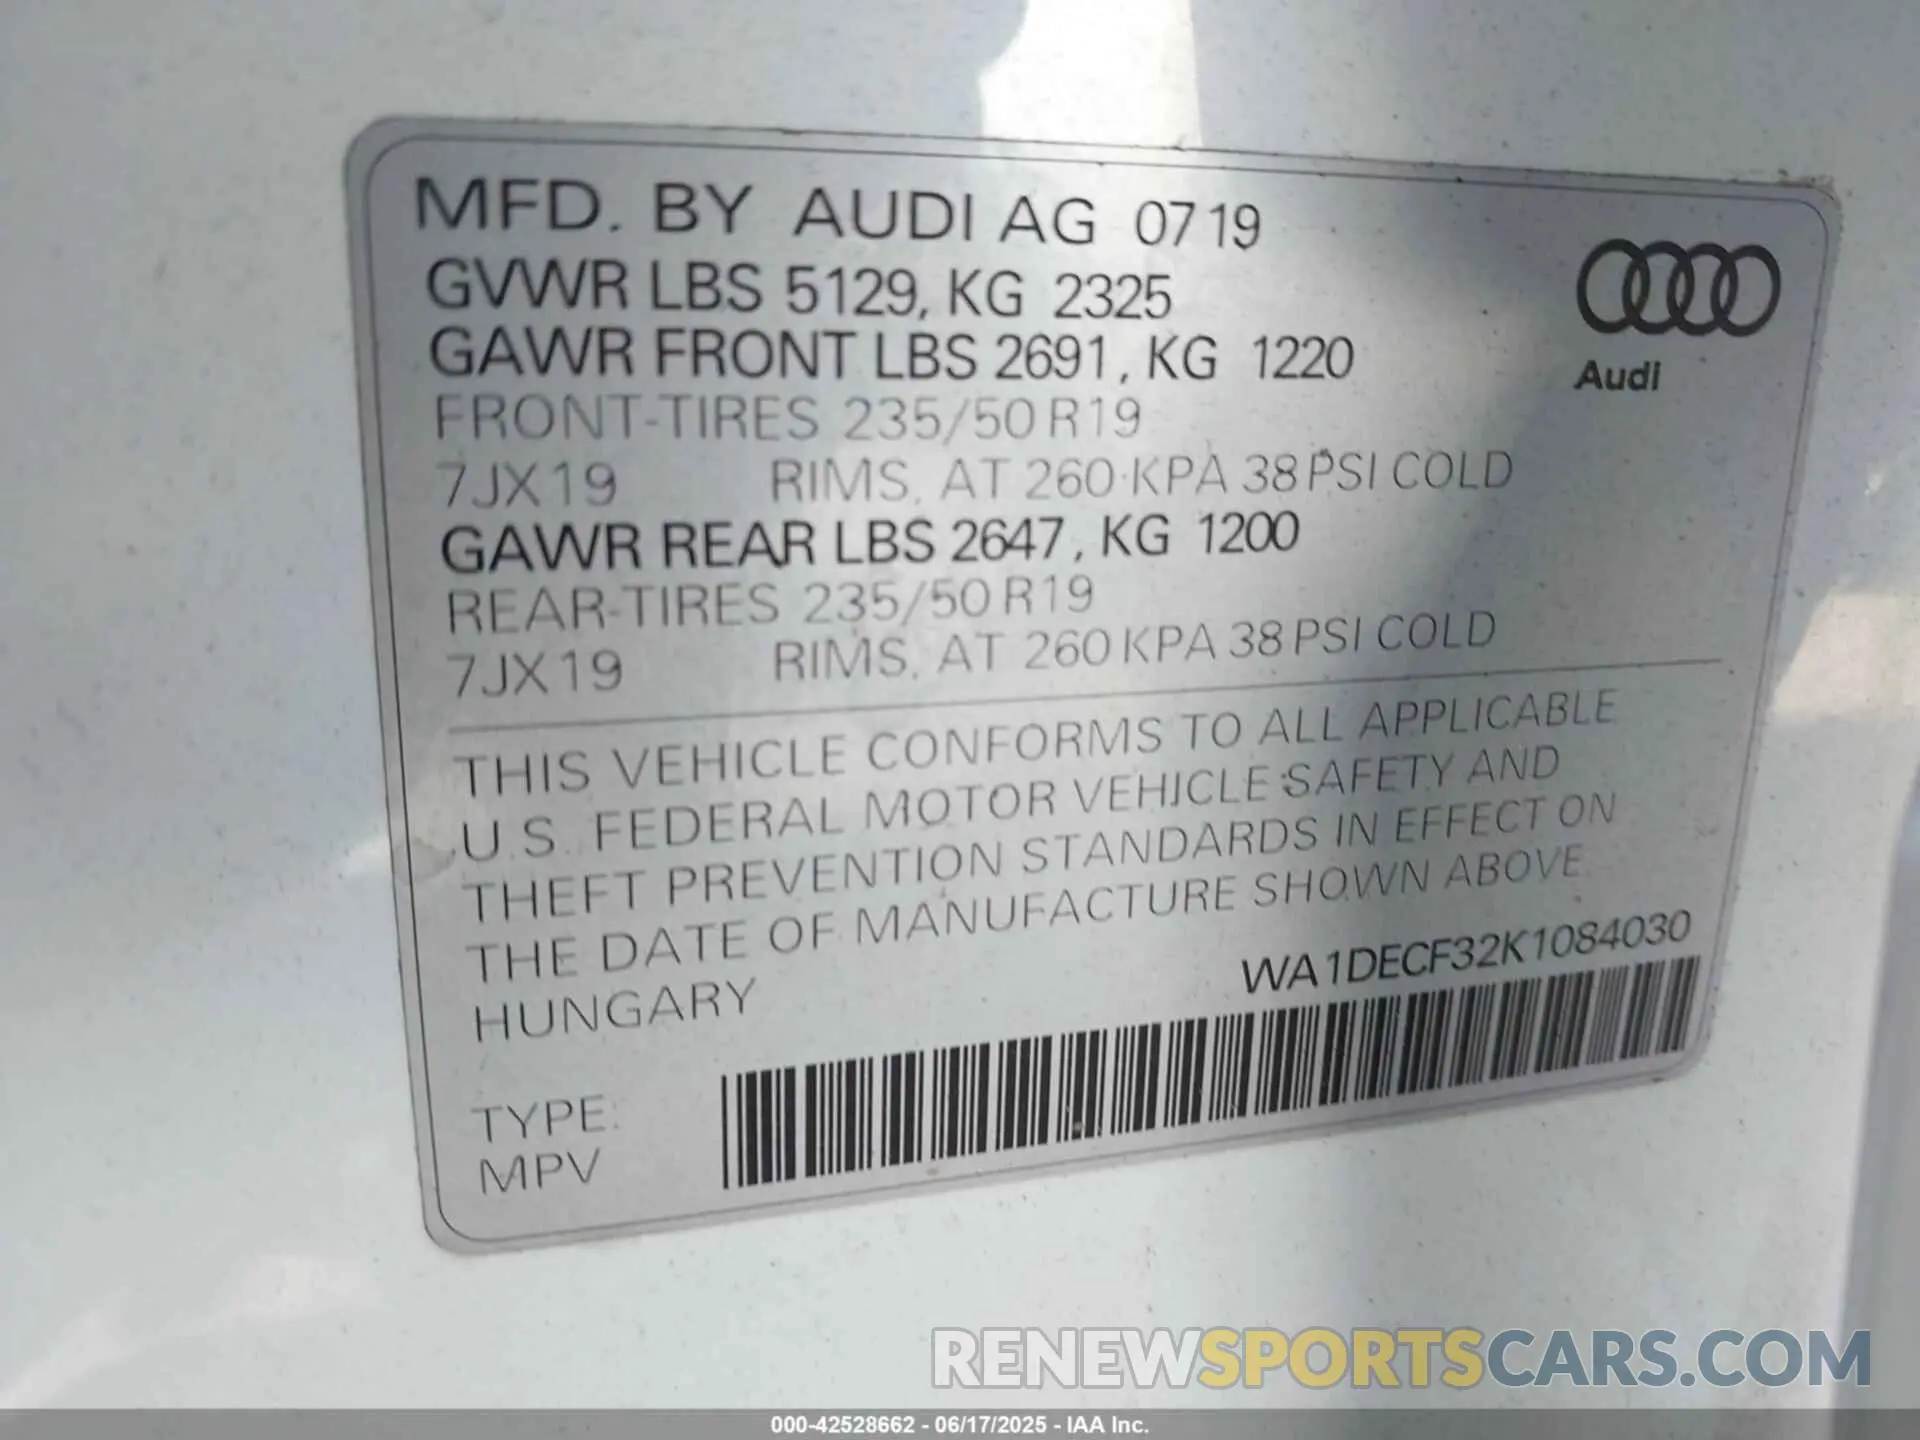 MFD. BY AUDI AG 07 19
GVWR LBS 5129, KG 2325
GAWR FRONT LBS 2691, KG 1220
FRONT-TIRES 235/50 R19
7JX19 RIMS, AT 260 KPA 38 PSI COLD
GAWR REAR LBS 2647, KG 1200
REAR-TIRES 235/50 R19
7JX19 RIMS, AT 260 KPA 38 PSI COLD
Audi
THIS VEHICLE CONFORMS TO ALL APPLICABLE
U.S. FEDERAL MOTOR VEHICLE SAFETY AND
THEFT PREVENTION STANDARDS IN EFFECT ON
THE DATE OF MANUFACTURE SHOWN ABOVE.
HUNGARY
WA1DECF32K1084030
TYPE:
MPV
RENEWSPORTSCARS.COM
000-42528662 - 06/17/2025 - IAA Inc.